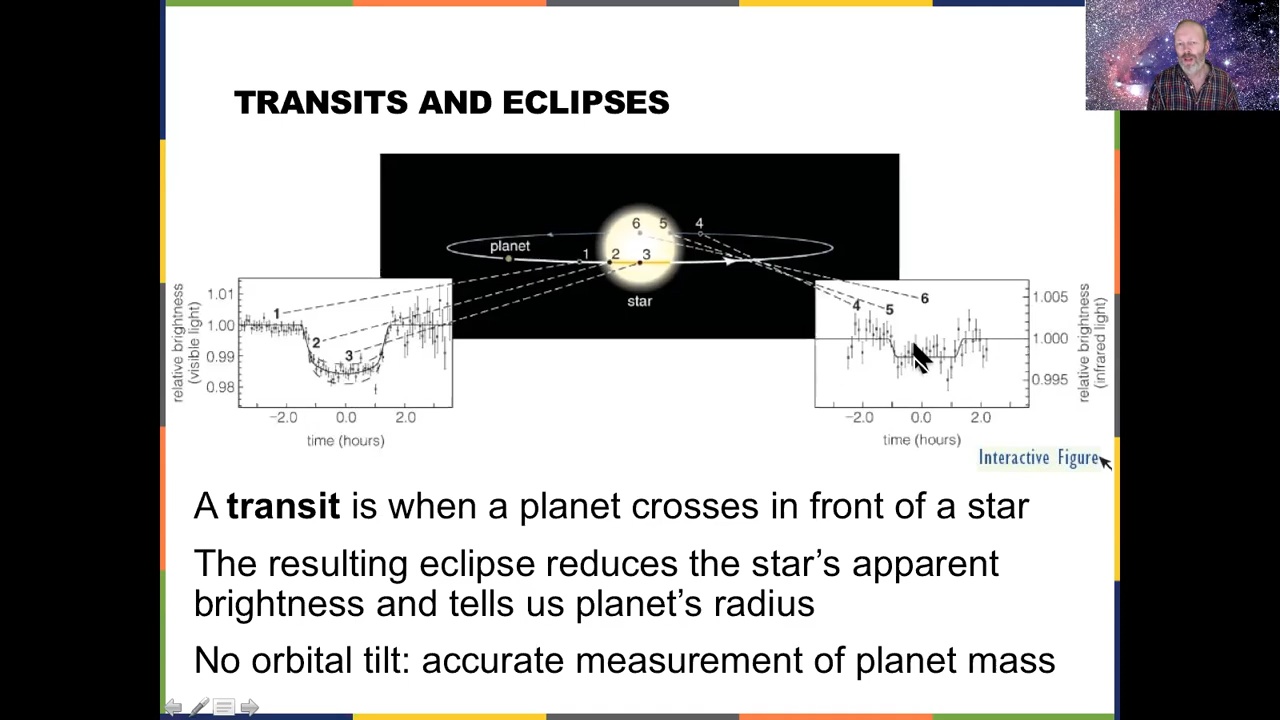 TRANSITS AND ECLIPSES
6 5 4
planet
1 2 3
star
relative brightness
(visible light)
1.01
1.00
0.99
0.98
1
2
3
−2.0 0.0 2.0
time (hours)
4 5 6
1.005
1.000
0.995
relative brightness
(infrared light)
−2.0 0.0 2.0
time (hours)
Interactive Figure
A transit is when a planet crosses in front of a star
The resulting eclipse reduces the star’s apparent
brightness and tells us planet’s radius
No orbital tilt: accurate measurement of planet mass